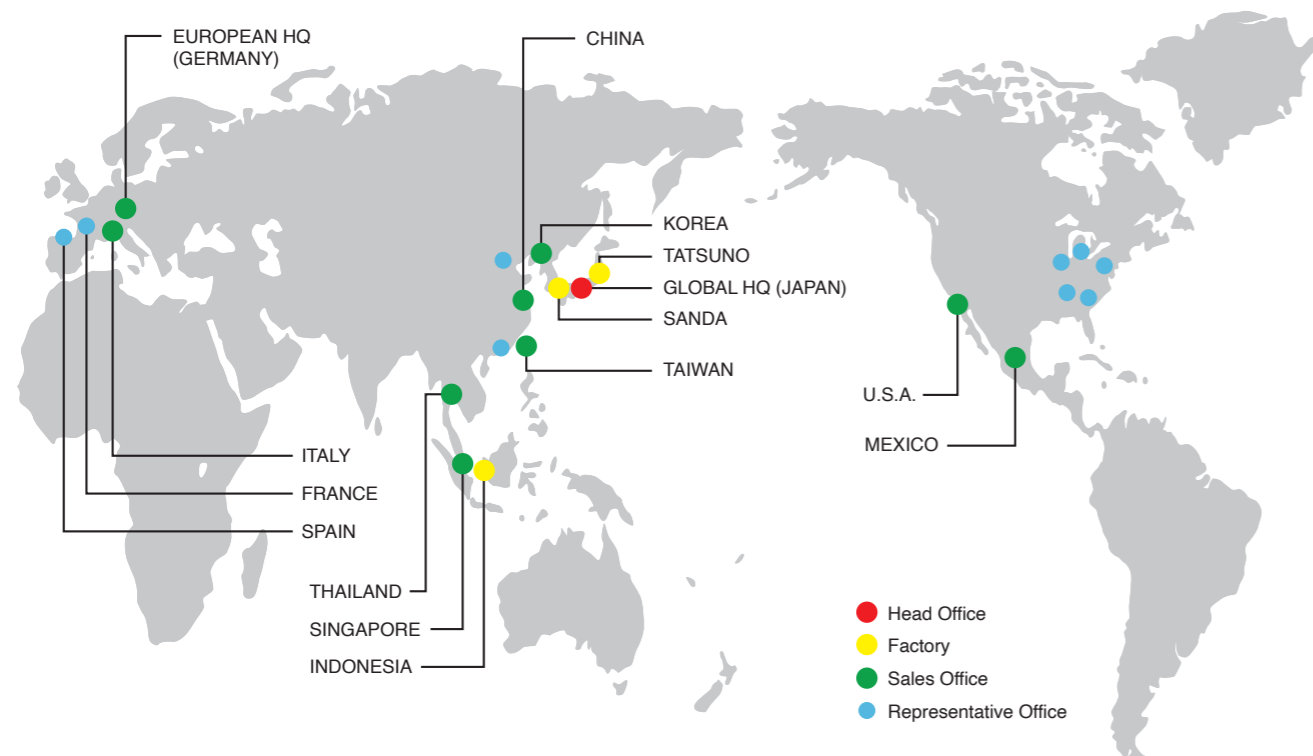 EUROPEAN HQ
(GERMANY)
CHINA
KOREA
TATSUNO
GLOBAL HQ (JAPAN)
SANDA
TAIWAN
U.S.A.
MEXICO
ITALY
FRANCE
SPAIN
THAILAND
SINGAPORE
INDONESIA
Head Office
Factory
Sales Office
Representative Office